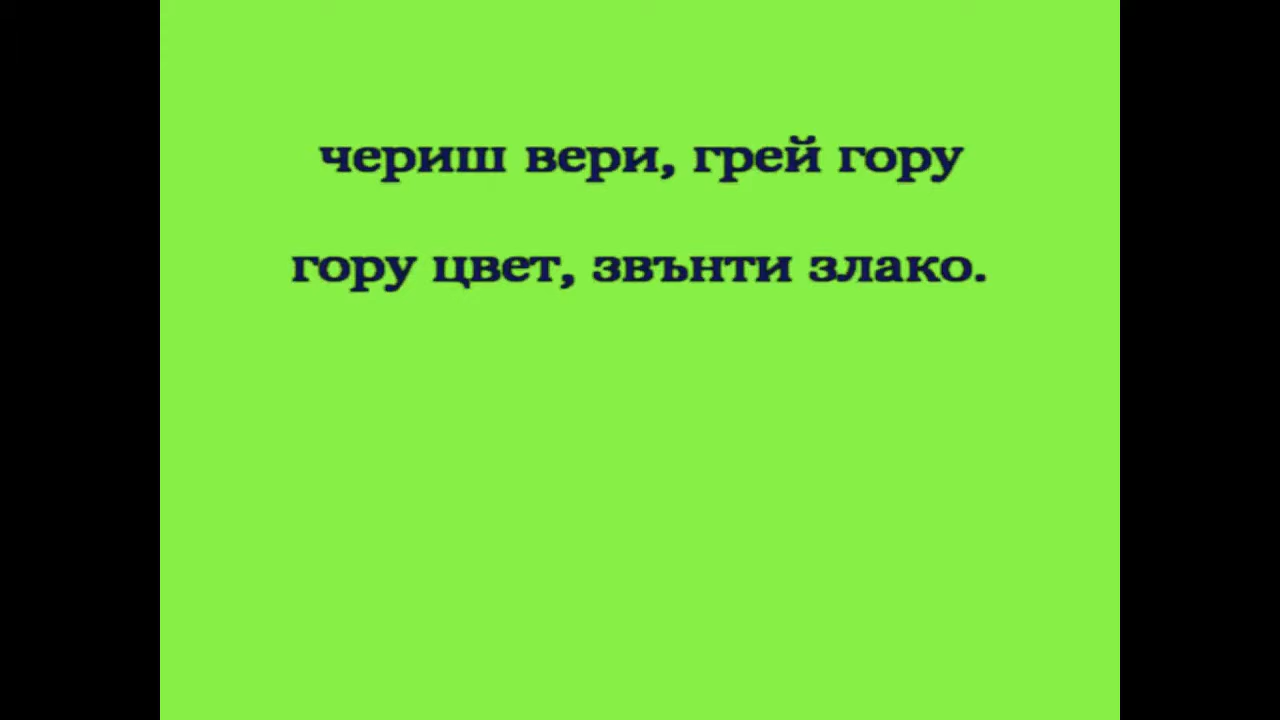 чериш вери, грей гору
гору цвет, звънти злако.